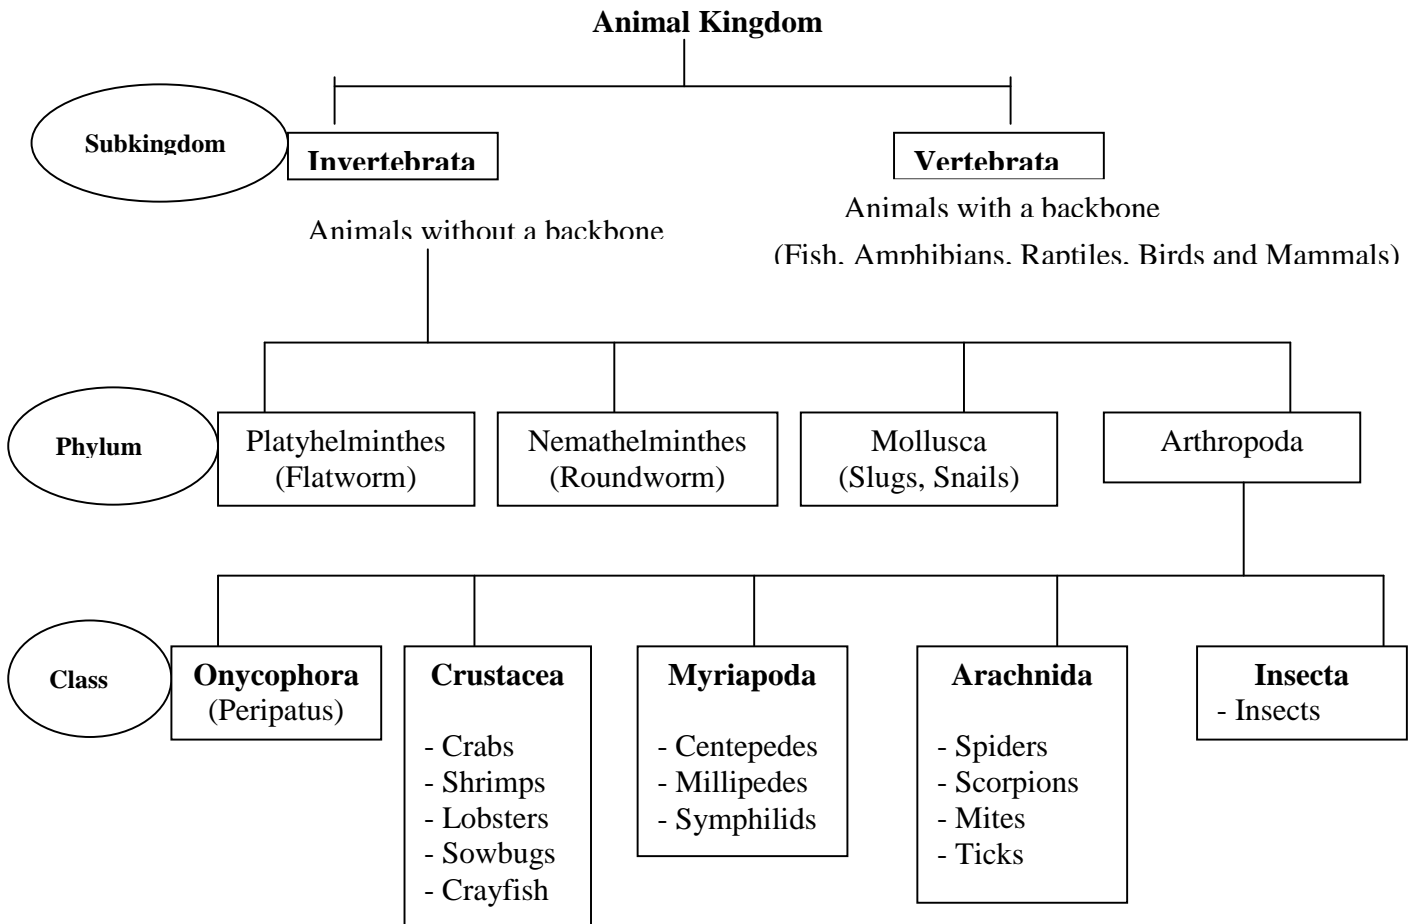 Animal Kingdom
Subkingdom
Invertebrata
Vertebrata
Animals without a backbone
Animals with a backbone
(Fish, Amphibians, Raptiles, Birds and Mammals)
Phylum
Platyhelminthes
(Flatworm)
Nemathelminthes
(Roundworm)
Mollusca
(Slugs, Snails)
Arthropoda
Class
Onycophora
(Peripatus)
Crustacea
- Crabs
- Shrimps
- Lobsters
- Sowbugs
- Crayfish
Myriapoda
- Centepedes
- Millipedes
- Symphilids
Arachnida
- Spiders
- Scorpions
- Mites
- Ticks
Insecta
- Insects